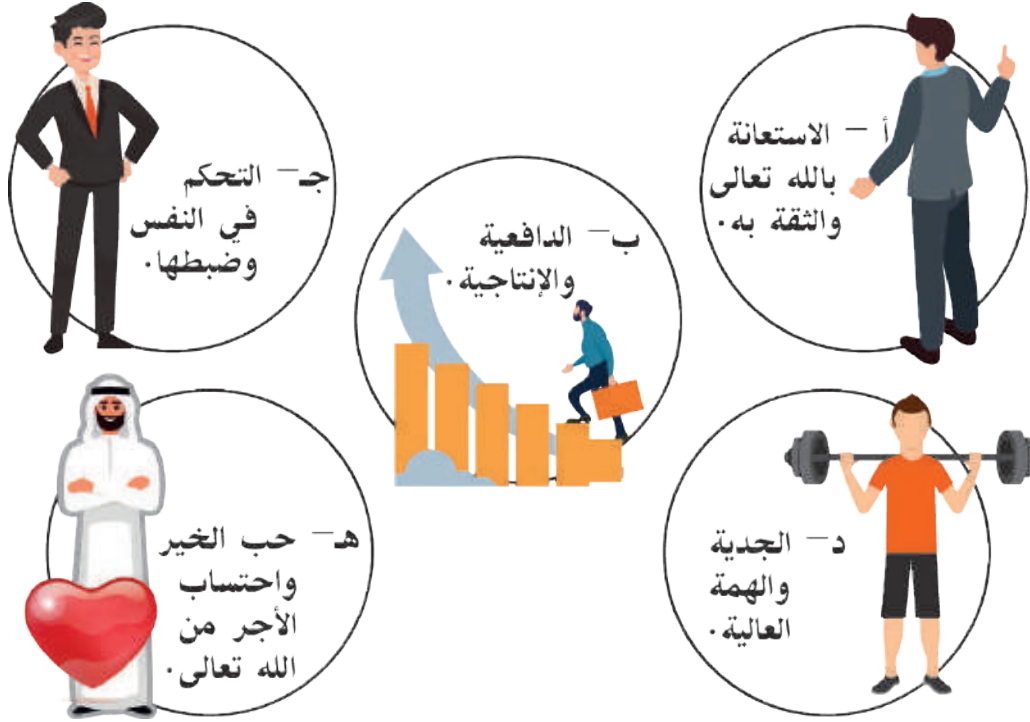 أ – الاستعانة
بالله تعالى
والثقة به.
ب– الدافعية
والإنتاجية.
جـ– التحكم
في النفس
وضبطها.
د– الجدية
والهمة
العالية.
هـ– حب الخير
واحتساب
الأجر من
الله تعالى.